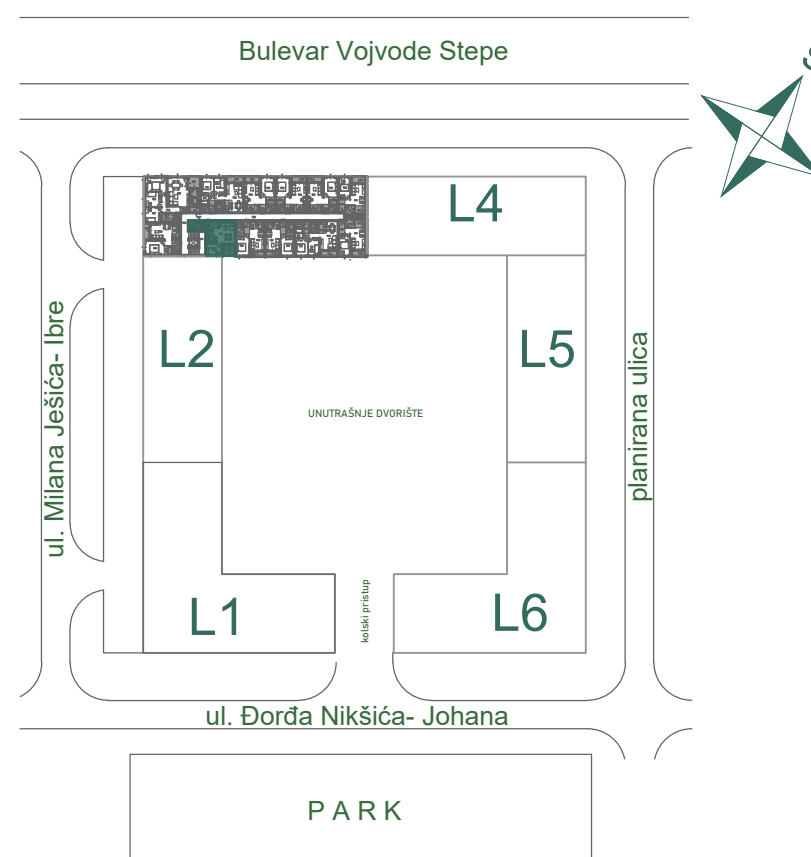 Bulevar Vojvode Stepe
S
L4
L2
L5
ul. Milana Ješića- Ibre
planirana ulica
UNUTRAŠNJE DVORIŠTE
L1
kolski pristup
L6
ul. Đorđa Nikšića- Johana
PARK